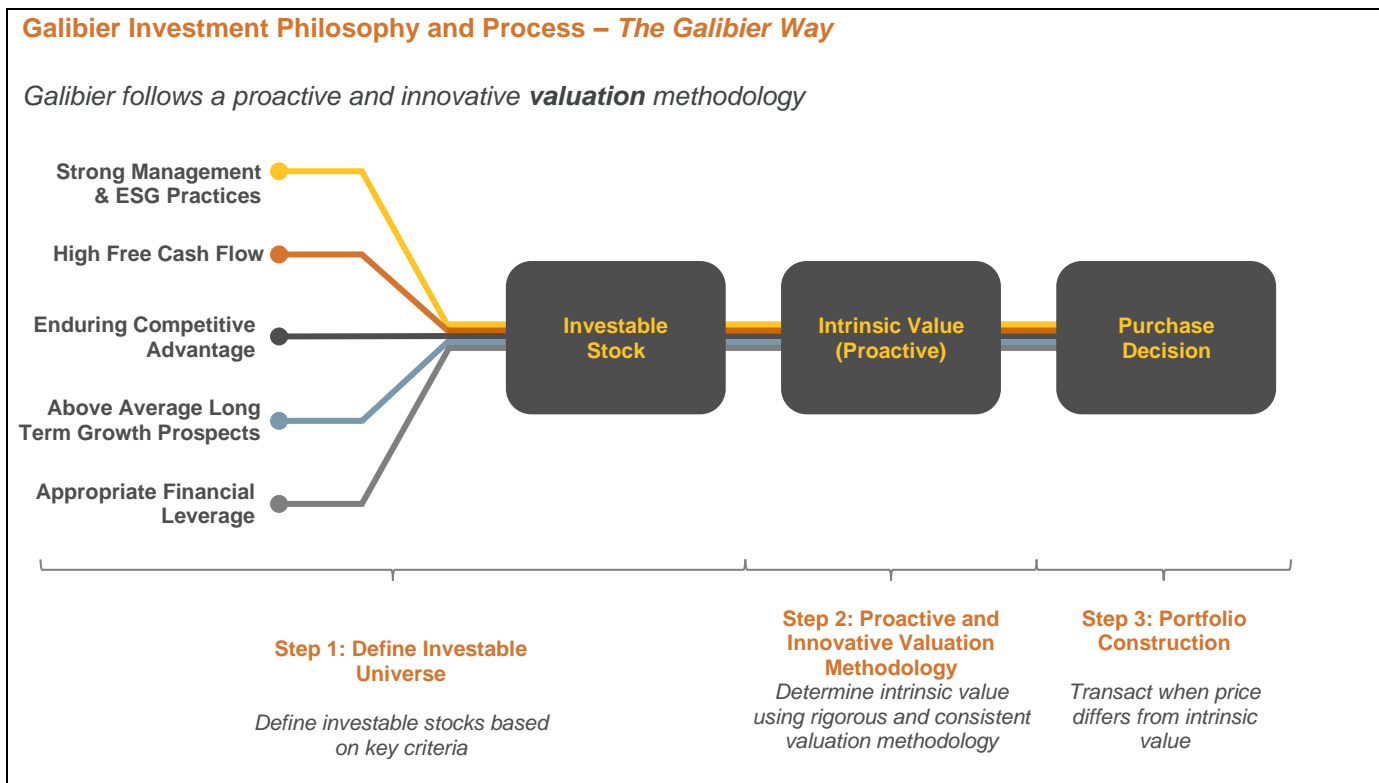 Galibier Investment Philosophy and Process – The Galibier Way
Galibier follows a proactive and innovative valuation methodology
Strong Management
& ESG Practices
High Free Cash Flow
Enduring Competitive
Advantage
Above Average Long
Term Growth Prospects
Appropriate Financial
Leverage
Investable
Stock
Intrinsic Value
(Proactive)
Purchase
Decision
Step 1: Define Investable
Universe
Define investable stocks based
on key criteria
Step 2: Proactive and
Innovative Valuation
Methodology
Determine intrinsic value
using rigorous and consistent
valuation methodology
Step 3: Portfolio
Construction
Transact when price
differs from intrinsic
value